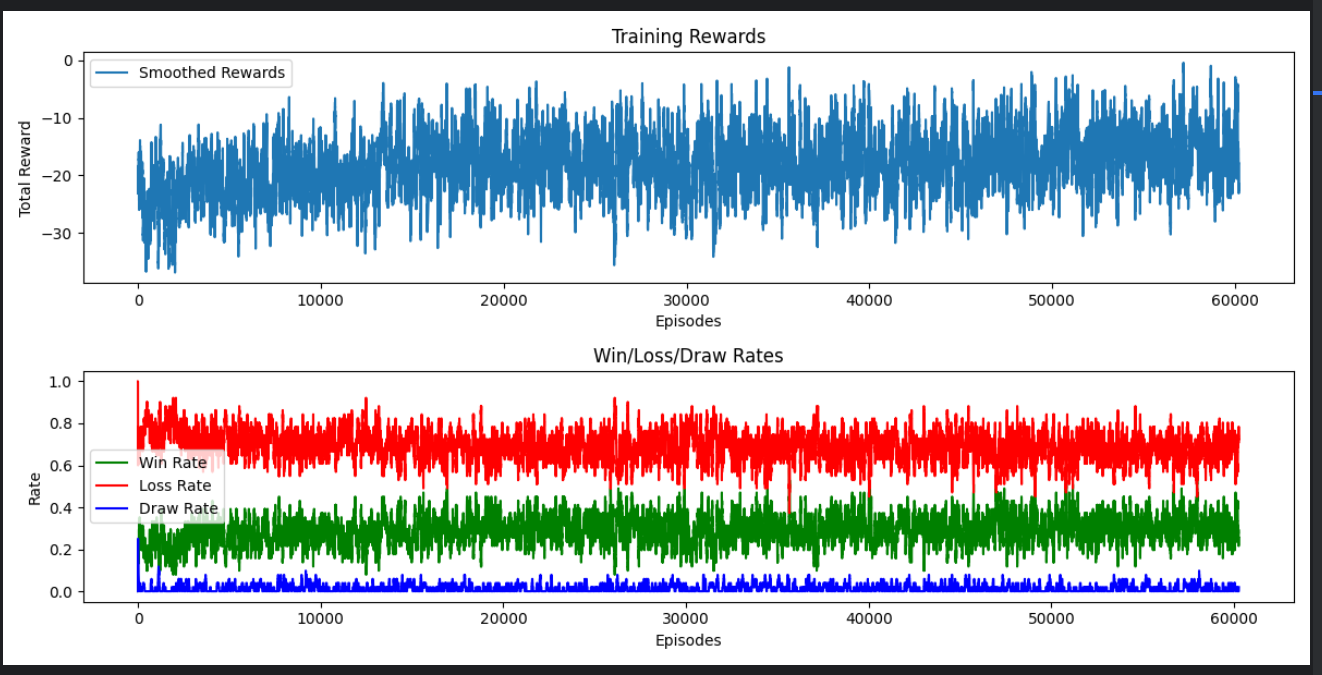 Training Rewards
0
Smoothed Rewards
−10
−20
−30
Total Reward
0
10000
20000
30000
40000
50000
60000
Episodes
Win/Loss/Draw Rates
1.0
0.8
0.6
0.4
0.2
0.0
Rate
Win Rate
Loss Rate
Draw Rate
0
10000
20000
30000
40000
50000
60000
Episodes